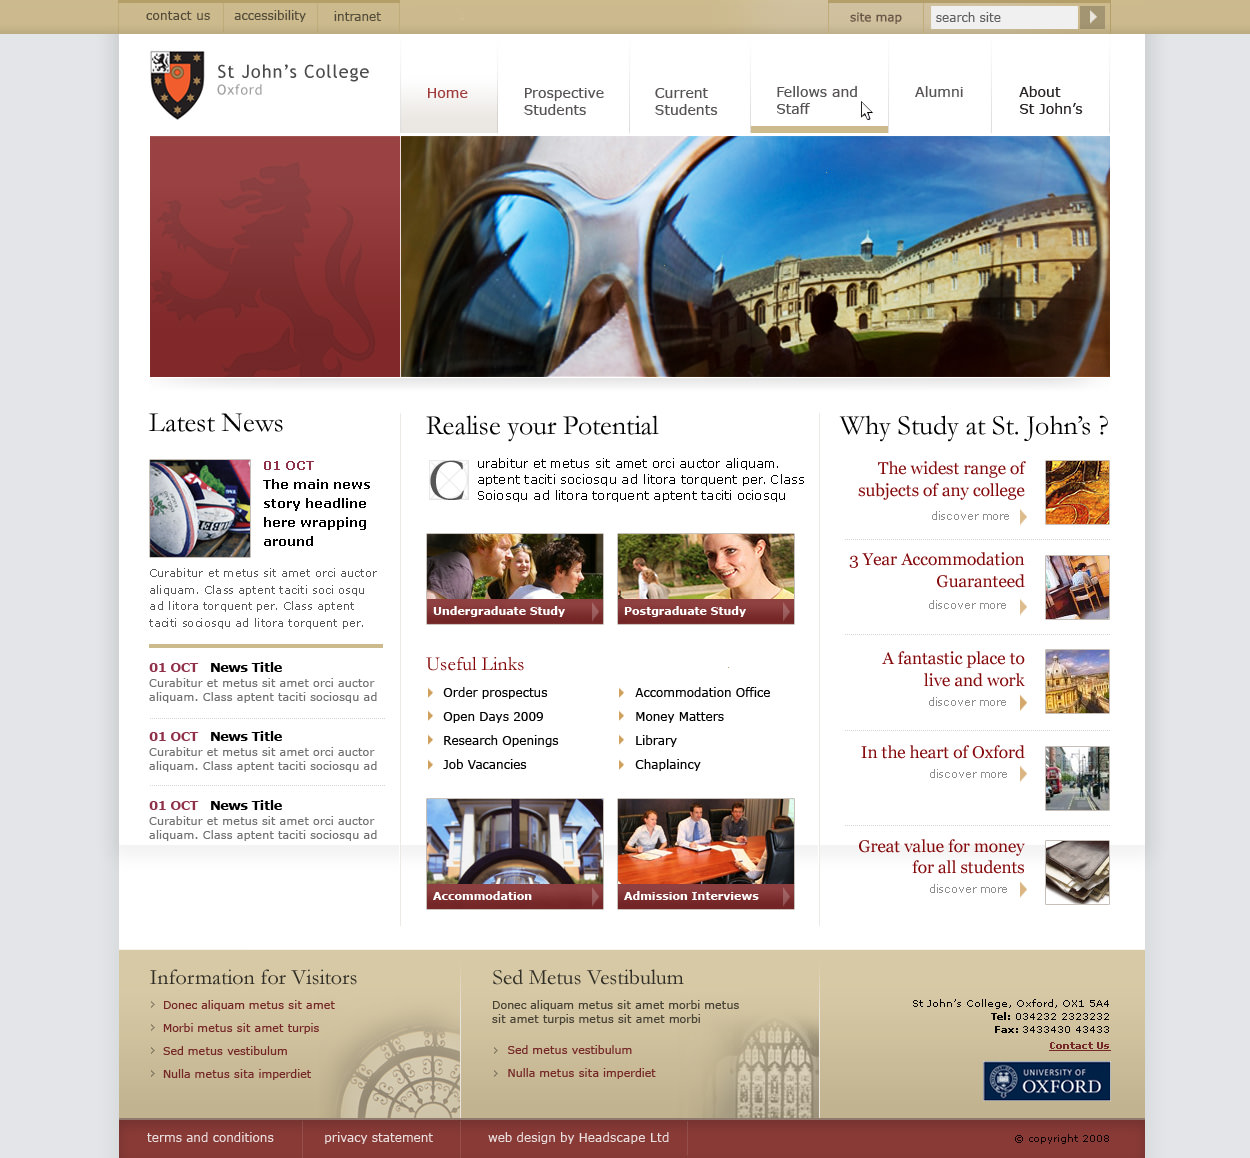 contact us
accessibility
intranet
site map
search site
St John's College
Oxford
Home
Prospective
Students
Current
Students
Fellows and
Staff
Alumni
About
St John's
Latest News
01 OCT
The main news
story headline
here wrapping
around
Curabitur et metus sit amet orci auctor
aliquam. Class aptent taciti soci osqu
ad litora torquent per. Class aptent
taciti sociosqu ad litora torquent per.
01 OCT News Title
Curabitur et metus sit amet orci auctor
aliquam. Class aptent taciti sociosqu ad
01 OCT News Title
Curabitur et metus sit amet orci auctor
aliquam. Class aptent taciti sociosqu ad
01 OCT News Title
Curabitur et metus sit amet orci auctor
aliquam. Class aptent taciti sociosqu ad
Realise your Potential
Curabitur et metus sit amet orci auctor aliquam.
aptent taciti sociosqu ad litora torquent per. Class
Soiosqu ad litora torquent aptent taciti ociosqu
Undergraduate Study
Postgraduate Study
Useful Links
Order prospectus
Open Days 2009
Research Openings
Job Vacancies
Accommodation Office
Money Matters
Library
Chaplaincy
Accommodation
Admission Interviews
Why Study at St. John's ?
The widest range of
subjects of any college
discover more
3 Year Accommodation
Guaranteed
discover more
A fantastic place to
live and work
discover more
In the heart of Oxford
discover more
Great value for money
for all students
discover more
Information for Visitors
Donec aliquam metus sit amet
Morbi metus sit amet turpis
Sed metus vestibulum
Nulla metus sita imperdiet
Sed Metus Vestibulum
Donec aliquam metus sit amet morbi metus
sit amet turpis metus sit amet morbi
Sed metus vestibulum
Nulla metus sita imperdiet
St John's College, Oxford, OX1 5A4
Tel: 034232 2323232
Fax: 3433430 43433
Contact Us
UNIVERSITY OF
OXFORD
terms and conditions
privacy statement
web design by Headscape Ltd
© copyright 2008